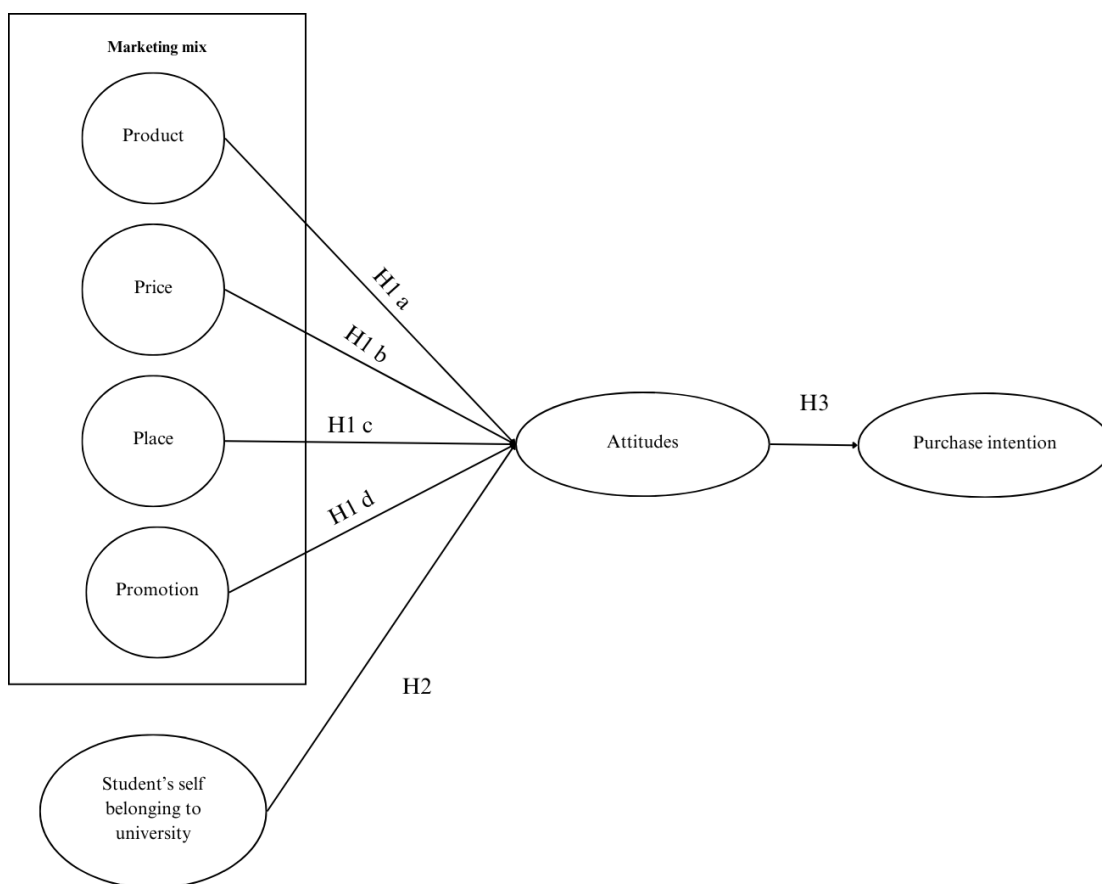 Marketing mix
Product
Price
Place
Promotion
Student’s self
belonging to
university
H1 a
H1 b
H1 c
H1 d
H2
Attitudes
H3
Purchase intention